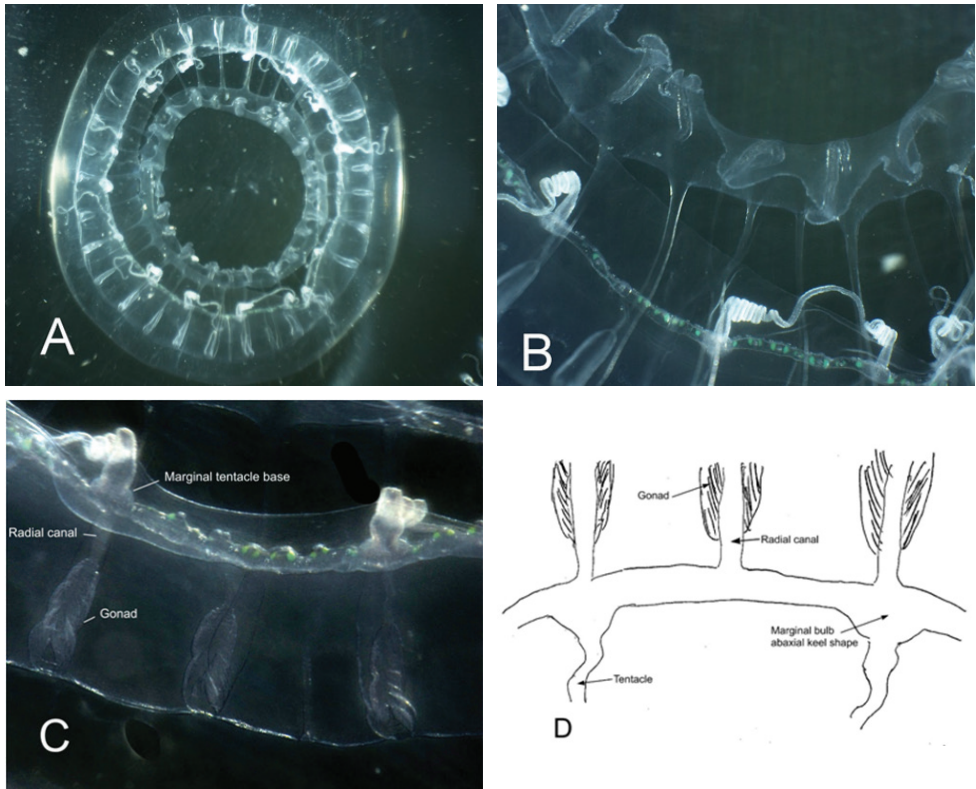 A
B
Marginal tentacle base
Radial canal
Gonad
C
Gonad
Radial canal
Marginal bulb
abaxial keel shape
Tentacle
D